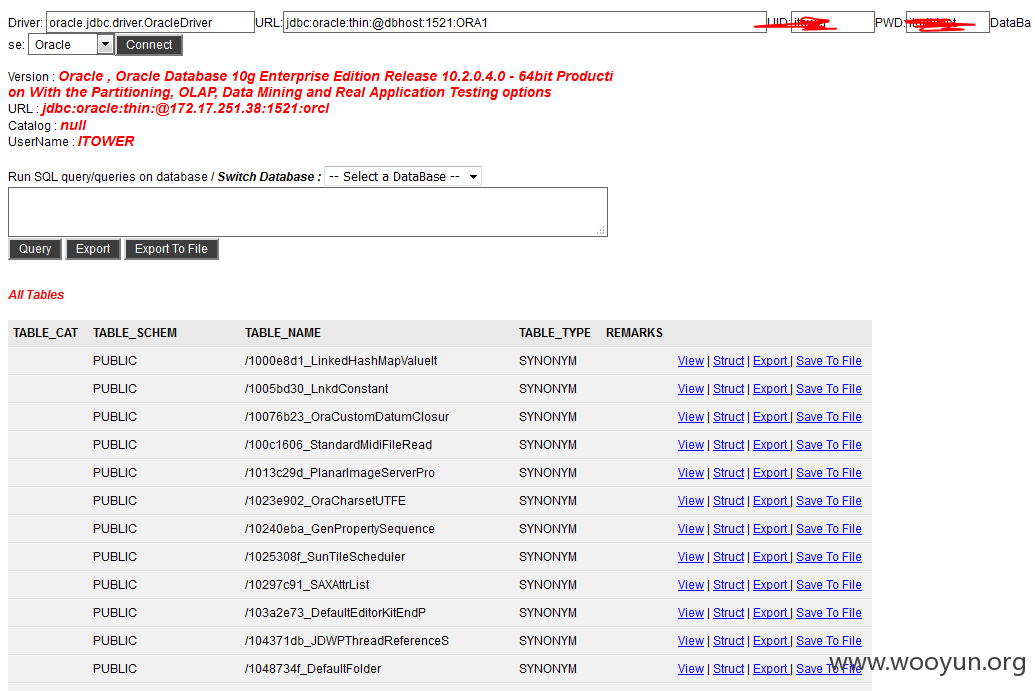 Driver: oracle.jdbc.driver.OracleDriver URL: jdbc:oracle:thin:@dbhost:1521:ORA1 UID: PWD: DataBa
se: Oracle Connect
Version : Oracle , Oracle Database 10g Enterprise Edition Release 10.2.0.4.0 - 64bit Producti
on With the Partitioning, OLAP, Data Mining and Real Application Testing options
URL : jdbc:oracle:thin:@172.17.251.38:1521:orcl
Catalog : null
UserName : ITOWER
Run SQL query/queries on database / Switch Database : -- Select a DataBase --
Query Export Export To File
All Tables
TABLE_CAT TABLE_SCHEM TABLE_NAME TABLE_TYPE REMARKS
PUBLIC /1000e8d1_LinkedHashMapValueIt SYNONYM View | Struct | Export | Save To File
PUBLIC /1005bd30_LnkdConstant SYNONYM View | Struct | Export | Save To File
PUBLIC /10076b23_OraCustomDatumClosur SYNONYM View | Struct | Export | Save To File
PUBLIC /100c1606_StandardMidiFileRead SYNONYM View | Struct | Export | Save To File
PUBLIC /1013c29d_PlanarImageServerPro SYNONYM View | Struct | Export | Save To File
PUBLIC /1023e902_OraCharsetUTFE SYNONYM View | Struct | Export | Save To File
PUBLIC /10240eba_GenPropertySequence SYNONYM View | Struct | Export | Save To File
PUBLIC /1025308f_SunTileScheduler SYNONYM View | Struct | Export | Save To File
PUBLIC /10297c91_SAXAttrList SYNONYM View | Struct | Export | Save To File
PUBLIC /103a2e73_DefaultEditorKitEndP SYNONYM View | Struct | Export | Save To File
PUBLIC /104371db_JDWPThreadReferenceS SYNONYM View | Struct | Export | Save To File
PUBLIC /1048734f_DefaultFolder SYNONYM View | Struct | Export | Save To File
www.wooyun.org